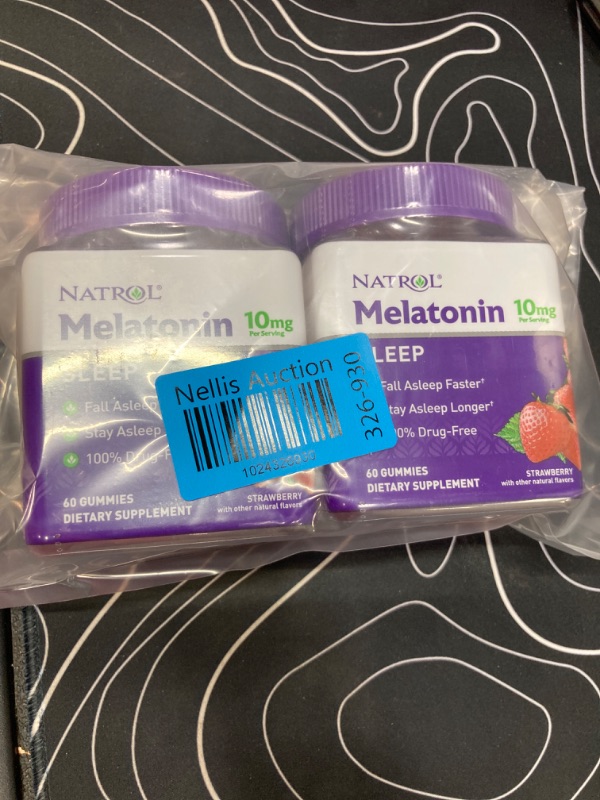 NATROL®
Melatonin 10mg
Per Serving
SLEEP
Fall Asleep
Stay Asleep
100% Drug-F
60 GUMMIES
DIETARY SUPPLEMENT
STRAWBERRY
with other natural flavors
NATROL®
Melatonin 10mg
Per Serving
LEEP
Fall Asleep Faster†
tay Asleep Longer†
0% Drug-Free
60 GUMMIES
DIETARY SUPPLEMENT
STRAWBERRY
with other natural flavors
Nellis Auction
326-930